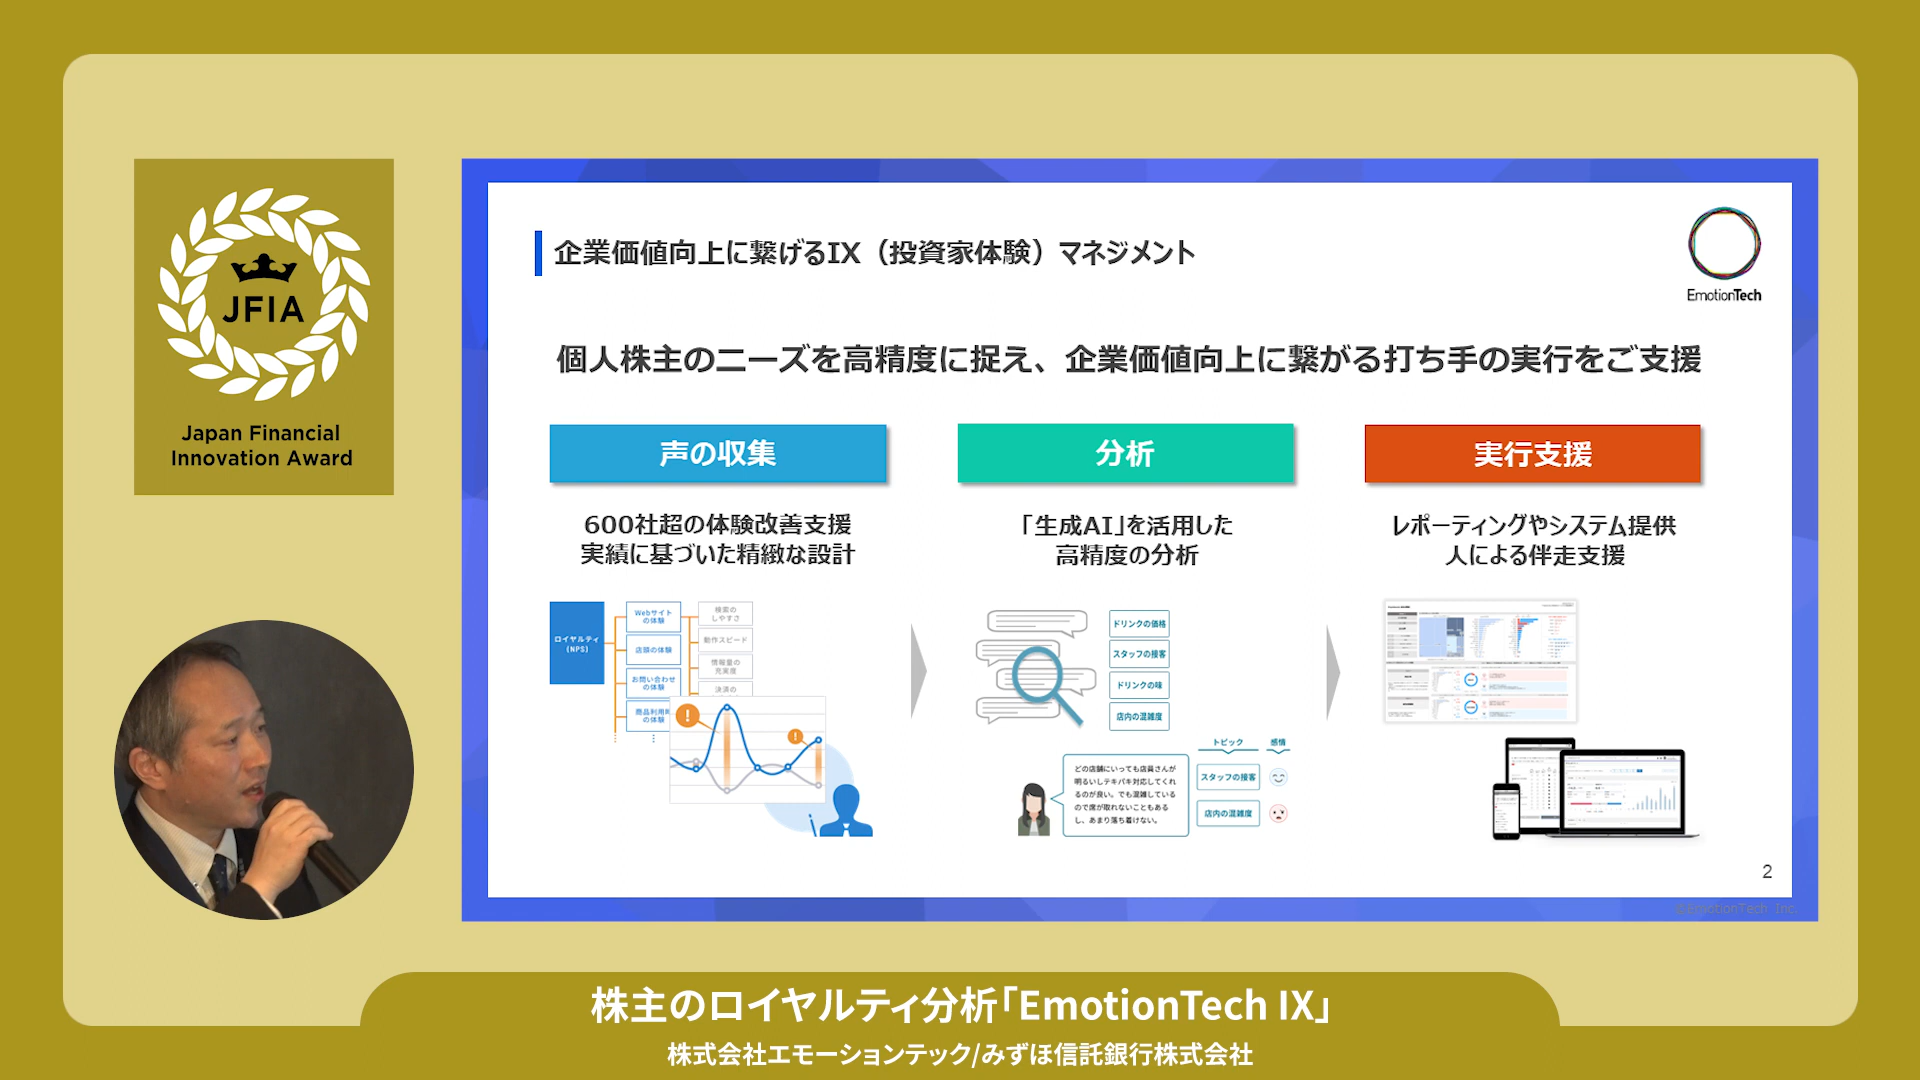 JFIA
Japan Financial
Innovation Award
企業価値向上に繋げるIX（投資家体験）マネジメント
EmotionTech
個人株主のニーズを高精度に捉え、企業価値向上に繋がる打ち手の実行をご支援
声の収集
600社超の体験改善支援
実績に基づいた精緻な設計
ロイヤルティ
(NPS)
Webサイト
の体験
店頭の体験
お問い合わせ
の体験
商品利用時
の体験
検索の
しやすさ
動作スピード
情報量の
充実度
決済の
分析
「生成AI」を活用した
高精度の分析
ドリンクの価格
スタッフの接客
ドリンクの味
店内の混雑度
トピック
感情
どの店舗にいっても店員さんが
明るいしテキパキ対応してくれ
るのが良い。でも混雑している
ので席が取れないこともある
し、あまり落ち着けない。
スタッフの接客
店内の混雑度
実行支援
レポーティングやシステム提供
人による伴走支援
2
©EmotionTech Inc.
株主のロイヤルティ分析「EmotionTech IX」
株式会社エモーションテック/みずほ信託銀行株式会社